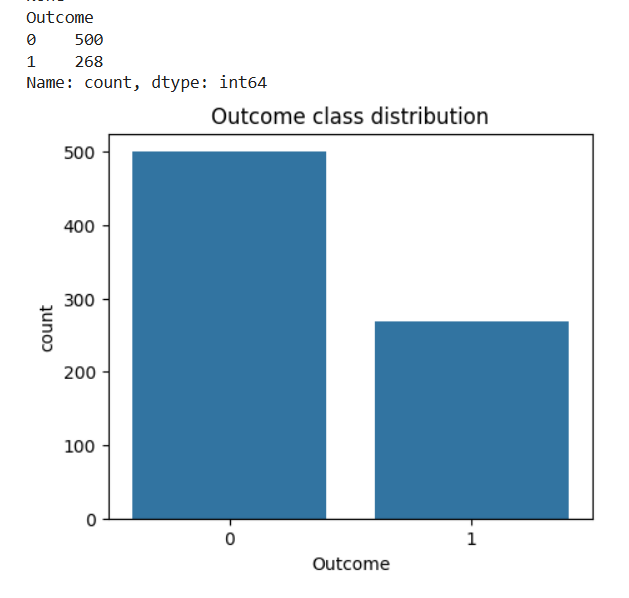 Outcome
0    500
1    268
Name: count, dtype: int64
Outcome class distribution
500
400
300
200
100
0
count
0 1
Outcome